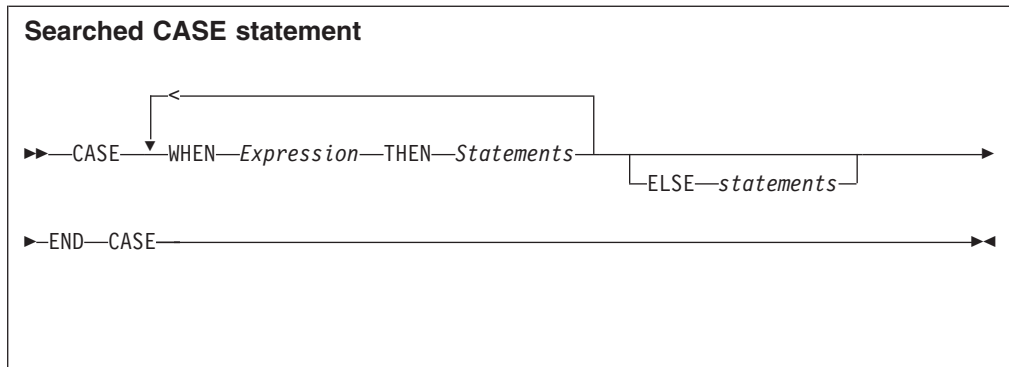 Searched CASE statement
<
CASE WHEN Expression THEN Statements
ELSE statements
END CASE